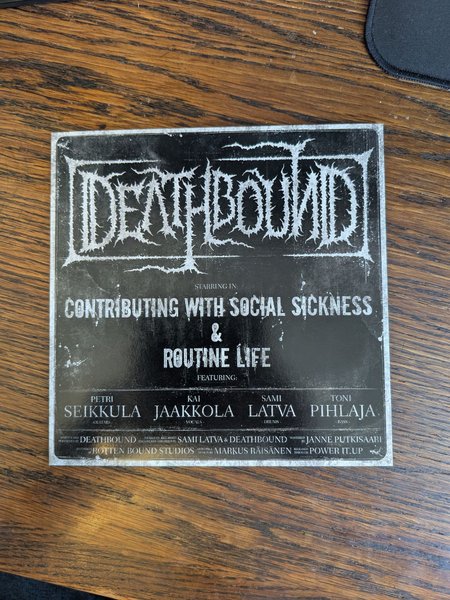 DEATHBOUND
STARRING IN:
CONTRIBUTING WITH SOCIAL SICKNESS
&
ROUTINE LIFE
FEATURING:
PETRI KAI SAMI TONI
SEIKKULA JAAKKOLA LATVA PIHLAJA
-GUITARS- -VOCALS- -DRUMS- -BASS-
DEATHBOUND SAMI LATVA & DEATHBOUND JANNE PUTKISAARI
ROTTEN BOUND STUDIOS MARKUS RÄISÄNEN POWER IT UP